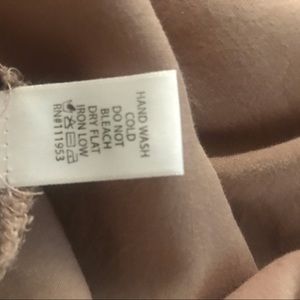 HAND WASH
COLD
DO NOT
BLEACH
DRY FLAT
IRON LOW
RN#111953